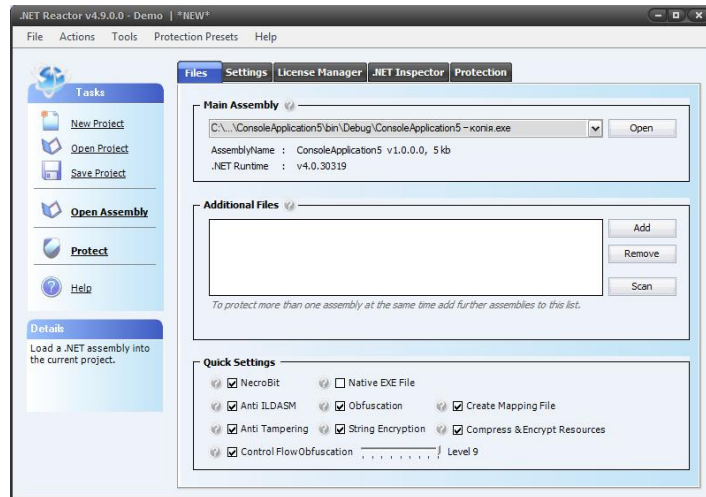 .NET Reactor v4.9.0.0 - Demo | *NEW*
File Actions Tools Protection Presets Help
Tasks
New Project
Open Project
Save Project
Open Assembly
Protect
Help
Details
Load a .NET assembly into
the current project.
Files Settings License Manager .NET Inspector Protection
Main Assembly
C:\...\ConsoleApplication5\bin\Debug\ConsoleApplication5 – копія.exe
Open
AssemblyName : ConsoleApplication5 v1.0.0.0, 5 kb
.NET Runtime : v4.0.30319
Additional Files
Add
Remove
Scan
To protect more than one assembly at the same time add further assemblies to this list.
Quick Settings
NecroBit Native EXE File
Anti ILDASM Obfuscation Create Mapping File
Anti Tampering String Encryption Compress & Encrypt Resources
Control Flow Obfuscation Level 9